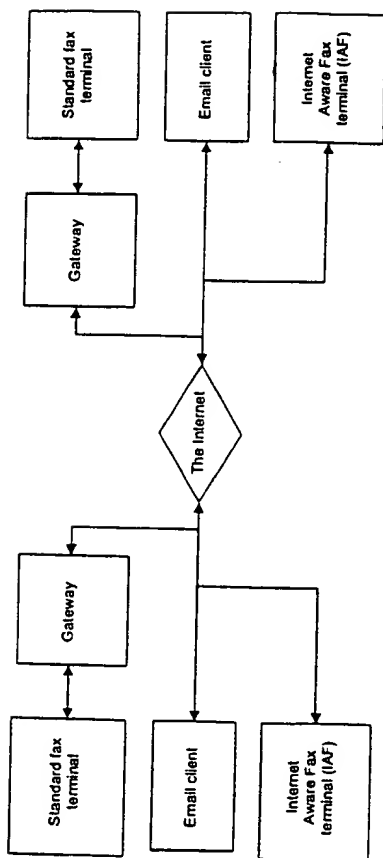 Standard fax
terminal
Gateway
Email client
Internet
Aware Fax
terminal (IAF)
The Internet
Gateway
Standard fax
terminal
Email client
Internet
Aware Fax
terminal (IAF)